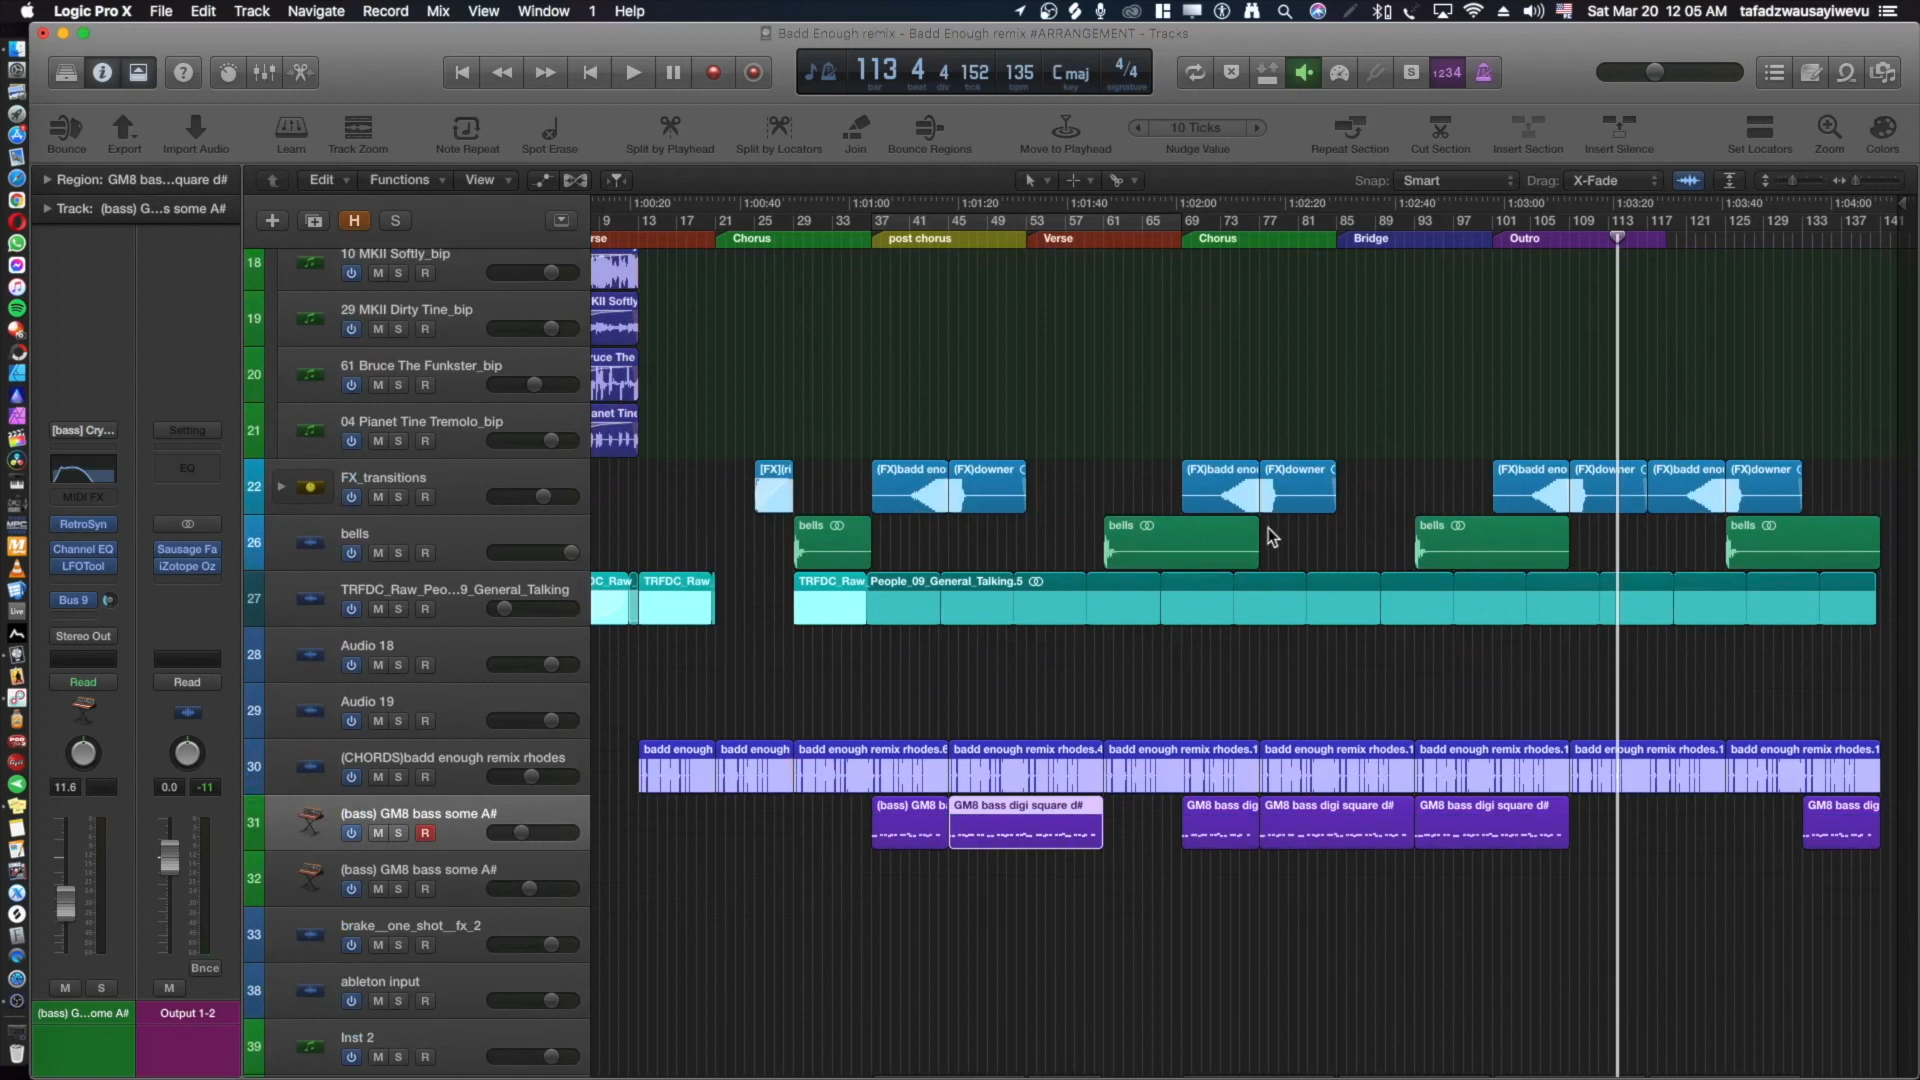 Logic Pro X File Edit Track Navigate Record Mix View Window 1 Help
Sat Mar 20 12 05 AM tafadzwausayiwevu
Badd Enough remix - Badd Enough remix #ARRANGEMENT - Tracks
113 4 4 152 135 C maj 4/4
bar beat div tick bpm key signature
S 1234
Bounce Export Import Audio Learn Track Zoom Note Repeat Spot Erase Split by Playhead Split by Locators Join Bounce Regions Move to Playhead
10 Ticks
Nudge Value
Repeat Section Cut Section Insert Section Insert Silence Set Locators Zoom Colors
Region: GM8 bas...quare d#
Edit Functions View
Snap: Smart Drag: X-Fade
Track: (bass) G...s some A#
H S
1:00:20 1:00:40 1:01:00 1:01:20 1:01:40 1:02:00 1:02:20 1:02:40 1:03:00 1:03:20 1:03:40 1:04:00
9 13 17 21 25 29 33 37 41 45 49 53 57 61 65 69 73 77 81 85 89 93 97 101 105 109 113 117 121 125 129 133 137 141
rse Chorus post chorus Verse Chorus Bridge Outro
18 10 MKII Softly_bip
M S R
19 29 MKII Dirty Tine_bip
KII Softly
M S R
20 61 Bruce The Funkster_bip
ruce The
M S R
21 04 Pianet Tine Tremolo_bip
anet Tine
M S R
22 FX_transitions
M S R
[FX](ri (FX)badd eno (FX)downer (FX)badd eno (FX)downer (FX)badd eno (FX)downer (FX)badd eno (FX)downer
26 bells
M S R
bells bells bells bells
27 TRFDC_Raw_Peo...9_General_Talking
M S R
DC_Raw_ TRFDC_Raw TRFDC_Raw_People_09_General_Talking.5
28 Audio 18
M S R
29 Audio 19
M S R
30 (CHORDS)badd enough remix rhodes
M S R
badd enough badd enough badd enough remix rhodes.6 badd enough remix rhodes.4 badd enough remix rhodes.1 badd enough remix rhodes.1 badd enough remix rhodes.1 badd enough remix rhodes.1 badd enough remix rhodes.1
31 (bass) GM8 bass some A#
M S R
(bass) GM8 b GM8 bass digi square d# GM8 bass dig GM8 bass digi square d# GM8 bass digi square d# GM8 bass dig
32 (bass) GM8 bass some A#
M S R
33 brake__one_shot__fx_2
M S R
38 ableton input
M S R
39 Inst 2
M S R
[bass] Cry... Setting
EQ
MIDI FX
RetroSyn
Channel EQ Sausage Fa
LFOTool iZotope Oz
Bus 9
Stereo Out
Read Read
11.6 0.0 -11
Bnce
M S M
(bass) G...ome A# Output 1-2